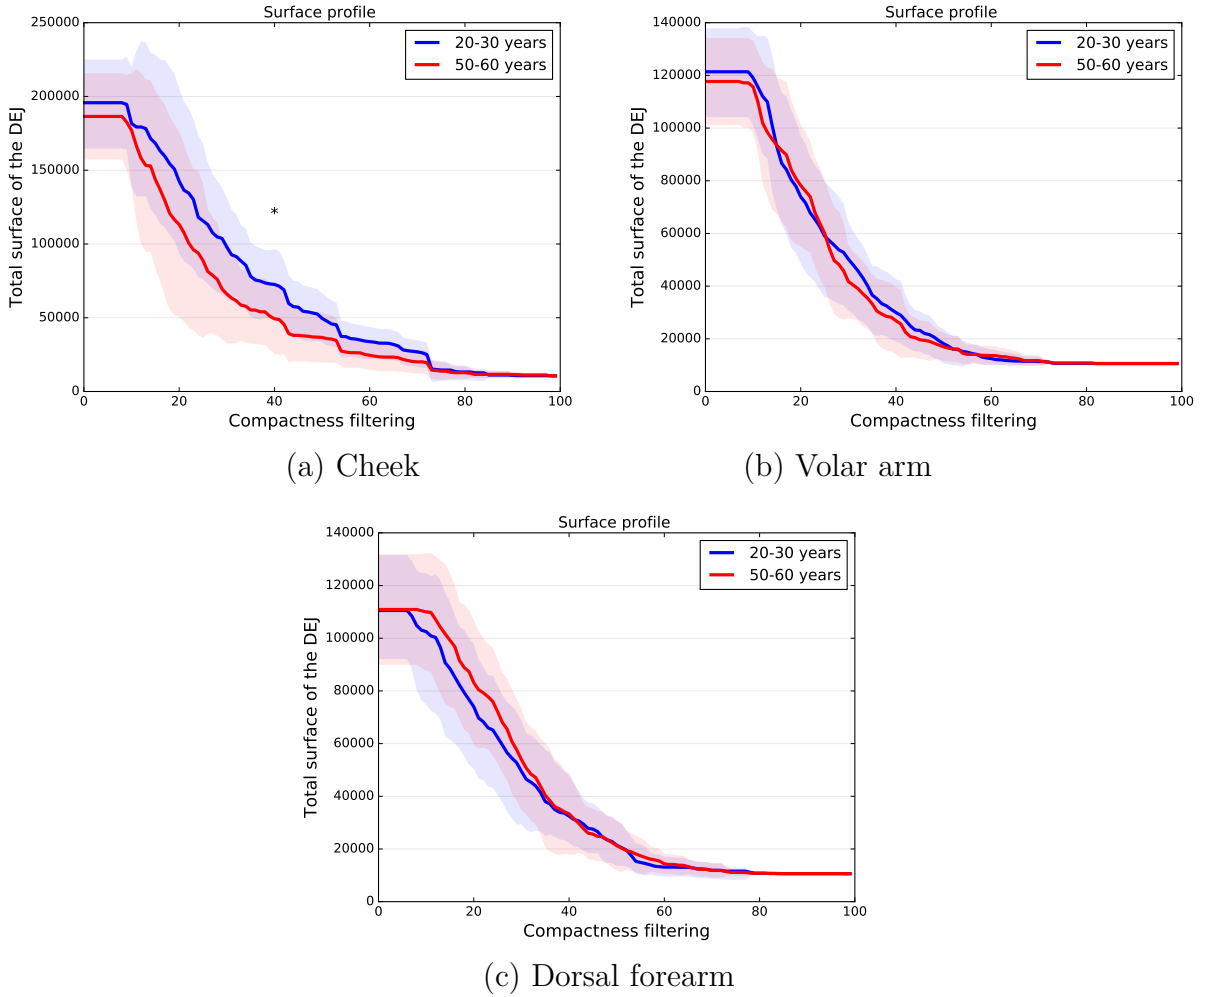 Surface profile
250000
200000
150000
100000
50000
0
Total surface of the DEJ
20-30 years
50-60 years
*
0 20 40 60 80 100
Compactness filtering
(a) Cheek
Surface profile
140000
120000
100000
80000
60000
40000
20000
0
Total surface of the DEJ
20-30 years
50-60 years
0 20 40 60 80 100
Compactness filtering
(b) Volar arm
Surface profile
140000
120000
100000
80000
60000
40000
20000
0
Total surface of the DEJ
20-30 years
50-60 years
0 20 40 60 80 100
Compactness filtering
(c) Dorsal forearm